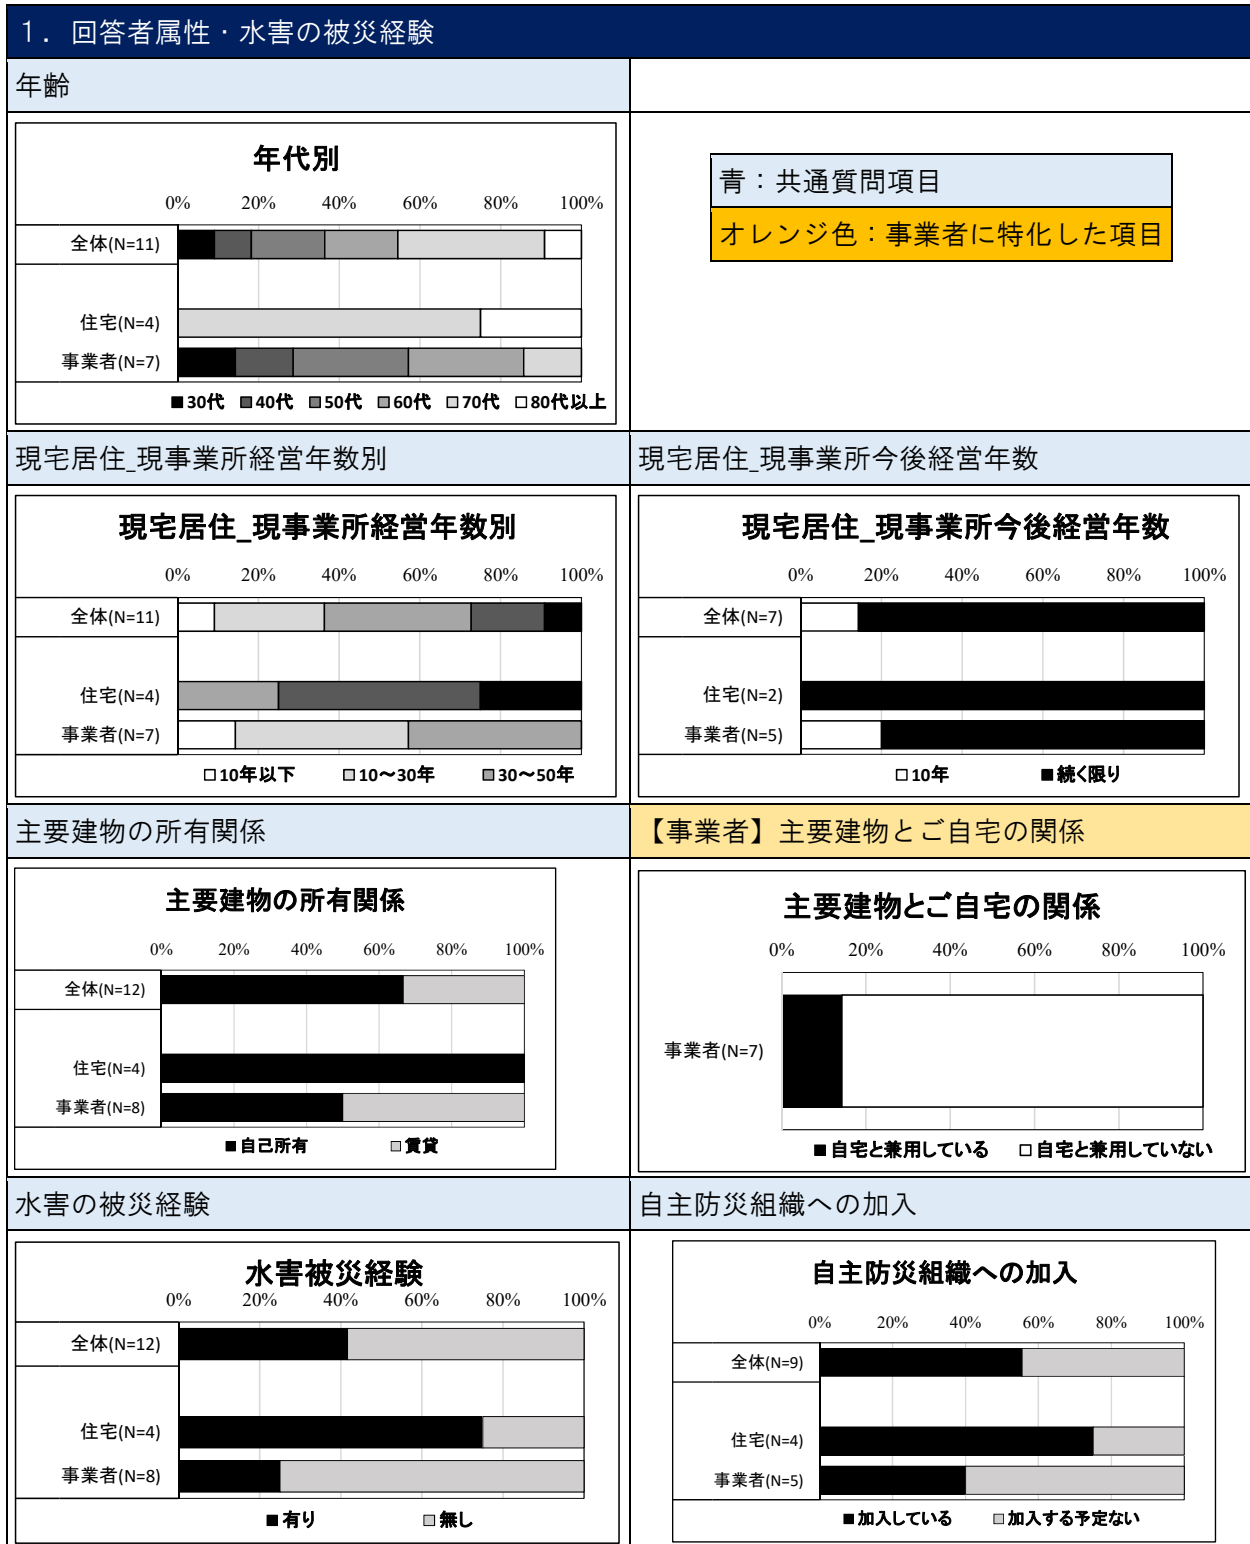 1．回答者属性・水害の被災経験
年齢
年代別
0% 20% 40% 60% 80% 100%
全体(N=11)
住宅(N=4)
事業者(N=7)
■30代 ■40代 ■50代 ■60代 □70代 □80代以上
青：共通質問項目
オレンジ色：事業者に特化した項目
現宅居住_現事業所経営年数別
現宅居住_現事業所経営年数別
0% 20% 40% 60% 80% 100%
全体(N=11)
住宅(N=4)
事業者(N=7)
□10年以下 □10～30年 ■30～50年
現宅居住_現事業所今後経営年数
現宅居住_現事業所今後経営年数
0% 20% 40% 60% 80% 100%
全体(N=7)
住宅(N=2)
事業者(N=5)
□10年 ■続く限り
主要建物の所有関係
主要建物の所有関係
0% 20% 40% 60% 80% 100%
全体(N=12)
住宅(N=4)
事業者(N=8)
■自己所有 □賃貸
【事業者】主要建物とご自宅の関係
主要建物とご自宅の関係
0% 20% 40% 60% 80% 100%
事業者(N=7)
■自宅と兼用している □自宅と兼用していない
水害の被災経験
水害被災経験
0% 20% 40% 60% 80% 100%
全体(N=12)
住宅(N=4)
事業者(N=8)
■有り □無し
自主防災組織への加入
自主防災組織への加入
0% 20% 40% 60% 80% 100%
全体(N=9)
住宅(N=4)
事業者(N=5)
■加入している □加入する予定ない